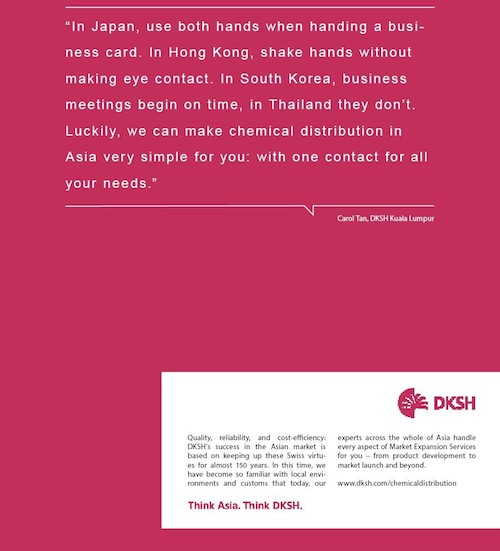 “In Japan, use both hands when handing a busi-
ness card. In Hong Kong, shake hands without
making eye contact. In South Korea, business
meetings begin on time, in Thailand they don’t.
Luckily, we can make chemical distribution in
Asia very simple for you: with one contact for all
your needs.”
Carol Tan, DKSH Kuala Lumpur
DKSH
Quality, reliability, and cost-efficiency:
DKSH’s success in the Asian market is
based on keeping up these Swiss virtu-
es for almost 150 years. In this time, we
have become so familiar with local envi-
ronments and customs that today, our
experts across the whole of Asia handle
every aspect of Market Expansion Services
for you – from product development to
market launch and beyond.
www.dksh.com/chemicaldistribution
Think Asia. Think DKSH.